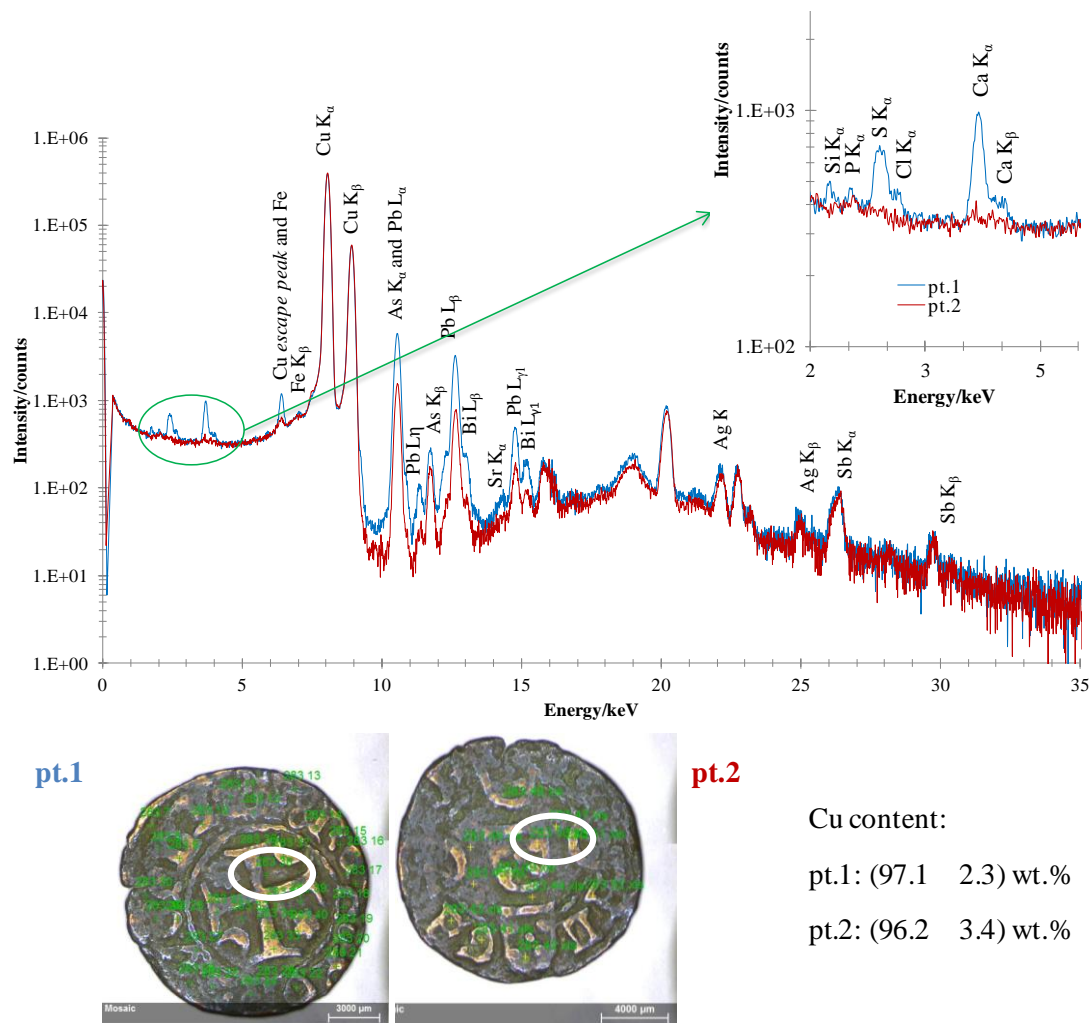 Intensity/counts
1.E+03
1.E+02
Si Kα
P Kα
S Kα
Cl Kα
Ca Kα
Ca Kβ
pt.1
pt.2
2
3
5
Energy/keV
Intensity/counts
1.E+06
1.E+05
1.E+04
1.E+03
1.E+02
1.E+01
1.E+00
Cu escape peak and Fe
Fe Kβ
Cu Kα
Cu Kβ
As Kα and Pb Lα
Pb Lη
As Kβ
Pb Lβ
Bi Lβ
Sr Kα
Pb Lγ1
Bi Lγ1
Ag K
Ag Kβ
Sb Kα
Sb Kβ
0
5
10
15
20
25
30
35
Energy/keV
pt.1
Mosaic
3000 µm
4000 µm
pt.2
Cu content:
pt.1: (97.1 2.3) wt.%
pt.2: (96.2 3.4) wt.%